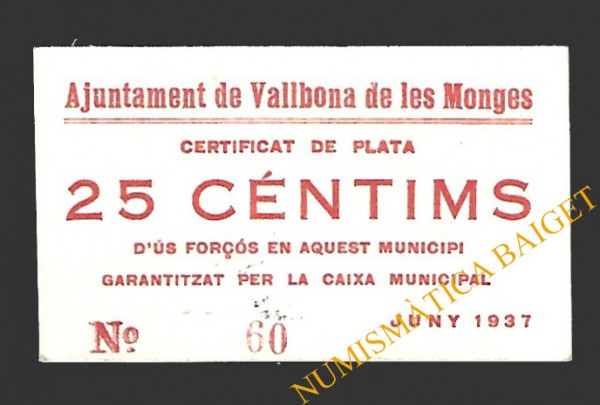 Ajuntament de Vallbona de les Monges
CERTIFICAT DE PLATA
25 CÉNTIMS
D'ÚS FORÇÓS EN AQUEST MUNICIPI
GARANTITZAT PER LA CAIXA MUNICIPAL
JUNY 1937
Nº 60
NUMISMÀTICA BAIGET